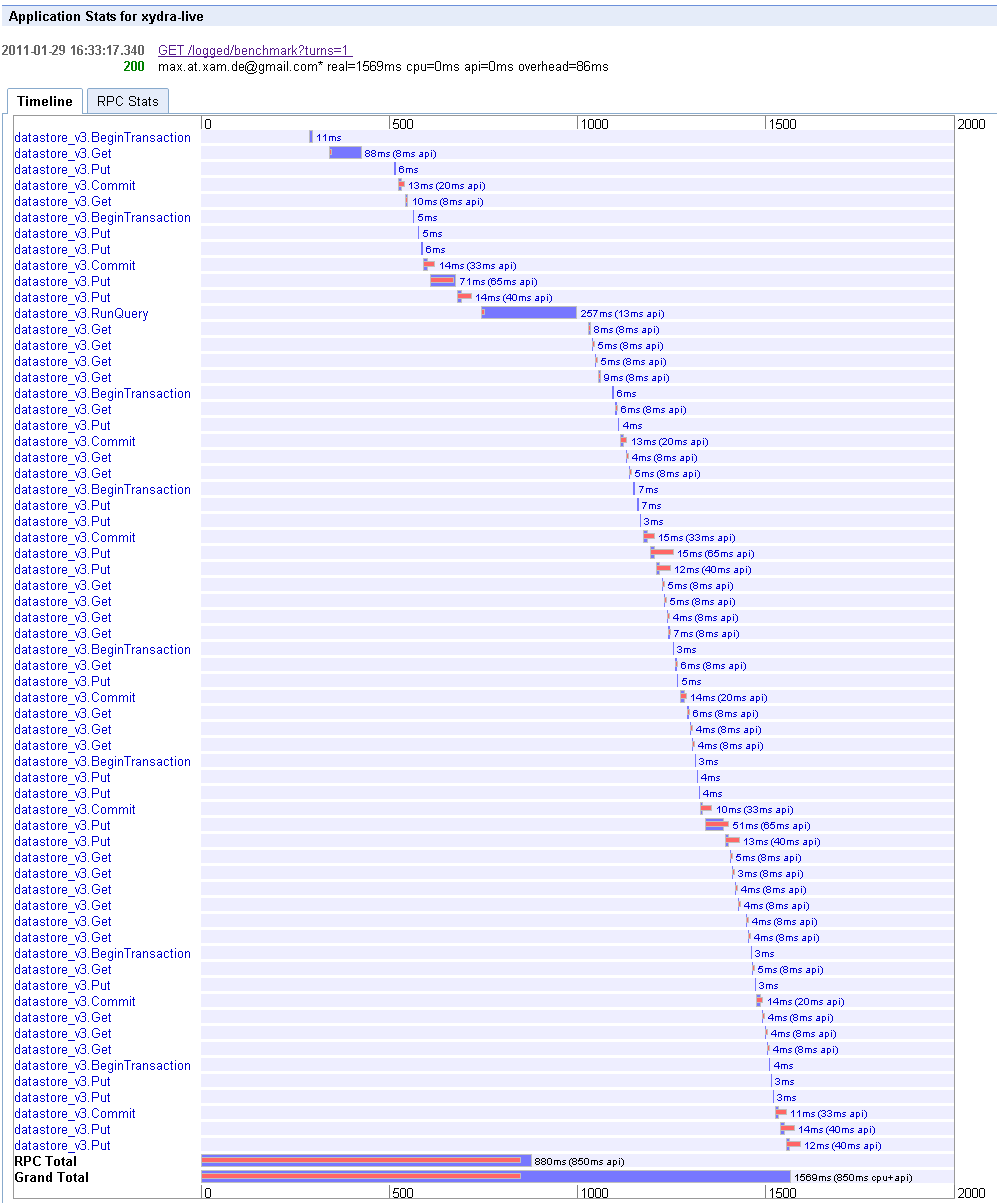 Application Stats for xydra-live
2011-01-29 16:33:17.340 GET /logged/benchmark?turns=1
200 max.at.xam.de@gmail.com* real=1569ms cpu=0ms api=0ms overhead=86ms
Timeline RPC Stats
0 500 1000 1500 2000
datastore_v3.BeginTransaction 11ms
datastore_v3.Get 88ms (8ms api)
datastore_v3.Put 6ms
datastore_v3.Commit 13ms (20ms api)
datastore_v3.Get 10ms (8ms api)
datastore_v3.BeginTransaction 5ms
datastore_v3.Put 5ms
datastore_v3.Put 6ms
datastore_v3.Commit 14ms (33ms api)
datastore_v3.Put 71ms (65ms api)
datastore_v3.Put 14ms (40ms api)
datastore_v3.RunQuery 257ms (13ms api)
datastore_v3.Get 8ms (8ms api)
datastore_v3.Get 5ms (8ms api)
datastore_v3.Get 5ms (8ms api)
datastore_v3.Get 9ms (8ms api)
datastore_v3.BeginTransaction 6ms
datastore_v3.Get 6ms (8ms api)
datastore_v3.Put 4ms
datastore_v3.Commit 13ms (20ms api)
datastore_v3.Get 4ms (8ms api)
datastore_v3.Get 5ms (8ms api)
datastore_v3.BeginTransaction 7ms
datastore_v3.Put 7ms
datastore_v3.Put 3ms
datastore_v3.Commit 15ms (33ms api)
datastore_v3.Put 15ms (65ms api)
datastore_v3.Put 12ms (40ms api)
datastore_v3.Get 5ms (8ms api)
datastore_v3.Get 5ms (8ms api)
datastore_v3.Get 4ms (8ms api)
datastore_v3.Get 7ms (8ms api)
datastore_v3.BeginTransaction 3ms
datastore_v3.Get 6ms (8ms api)
datastore_v3.Put 5ms
datastore_v3.Commit 14ms (20ms api)
datastore_v3.Get 6ms (8ms api)
datastore_v3.Get 4ms (8ms api)
datastore_v3.Get 4ms (8ms api)
datastore_v3.BeginTransaction 3ms
datastore_v3.Put 4ms
datastore_v3.Put 4ms
datastore_v3.Commit 10ms (33ms api)
datastore_v3.Put 51ms (65ms api)
datastore_v3.Put 13ms (40ms api)
datastore_v3.Get 5ms (8ms api)
datastore_v3.Get 3ms (8ms api)
datastore_v3.Get 4ms (8ms api)
datastore_v3.Get 4ms (8ms api)
datastore_v3.Get 4ms (8ms api)
datastore_v3.Get 4ms (8ms api)
datastore_v3.BeginTransaction 3ms
datastore_v3.Get 5ms (8ms api)
datastore_v3.Put 3ms
datastore_v3.Commit 14ms (20ms api)
datastore_v3.Get 4ms (8ms api)
datastore_v3.Get 4ms (8ms api)
datastore_v3.Get 4ms (8ms api)
datastore_v3.BeginTransaction 4ms
datastore_v3.Put 3ms
datastore_v3.Put 3ms
datastore_v3.Commit 11ms (33ms api)
datastore_v3.Put 14ms (40ms api)
datastore_v3.Put 12ms (40ms api)
RPC Total 880ms (850ms api)
Grand Total 1569ms (850ms cpu+api)
0 500 1000 1500 2000